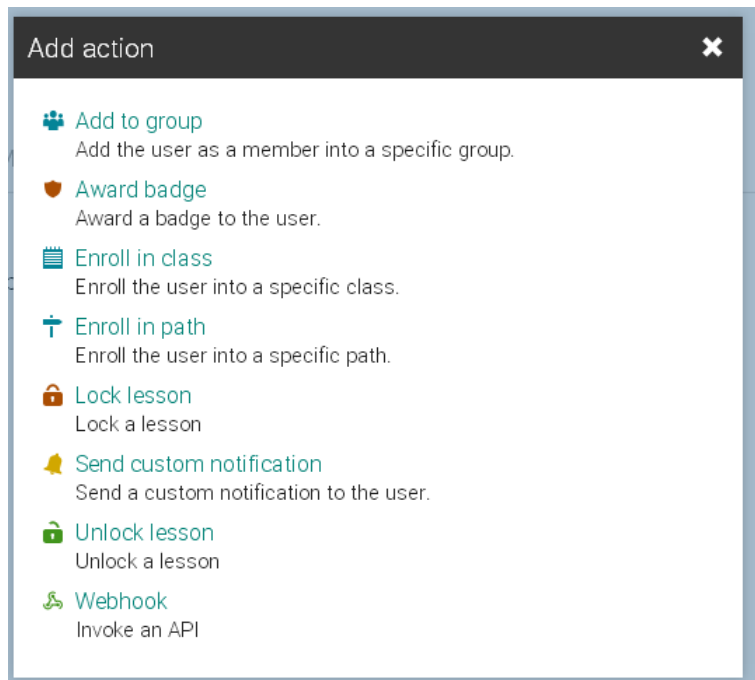 Add action
Add to group
Add the user as a member into a specific group.
Award badge
Award a badge to the user.
Enroll in class
Enroll the user into a specific class.
Enroll in path
Enroll the user into a specific path.
Lock lesson
Lock a lesson
Send custom notification
Send a custom notification to the user.
Unlock lesson
Unlock a lesson
Webhook
Invoke an API